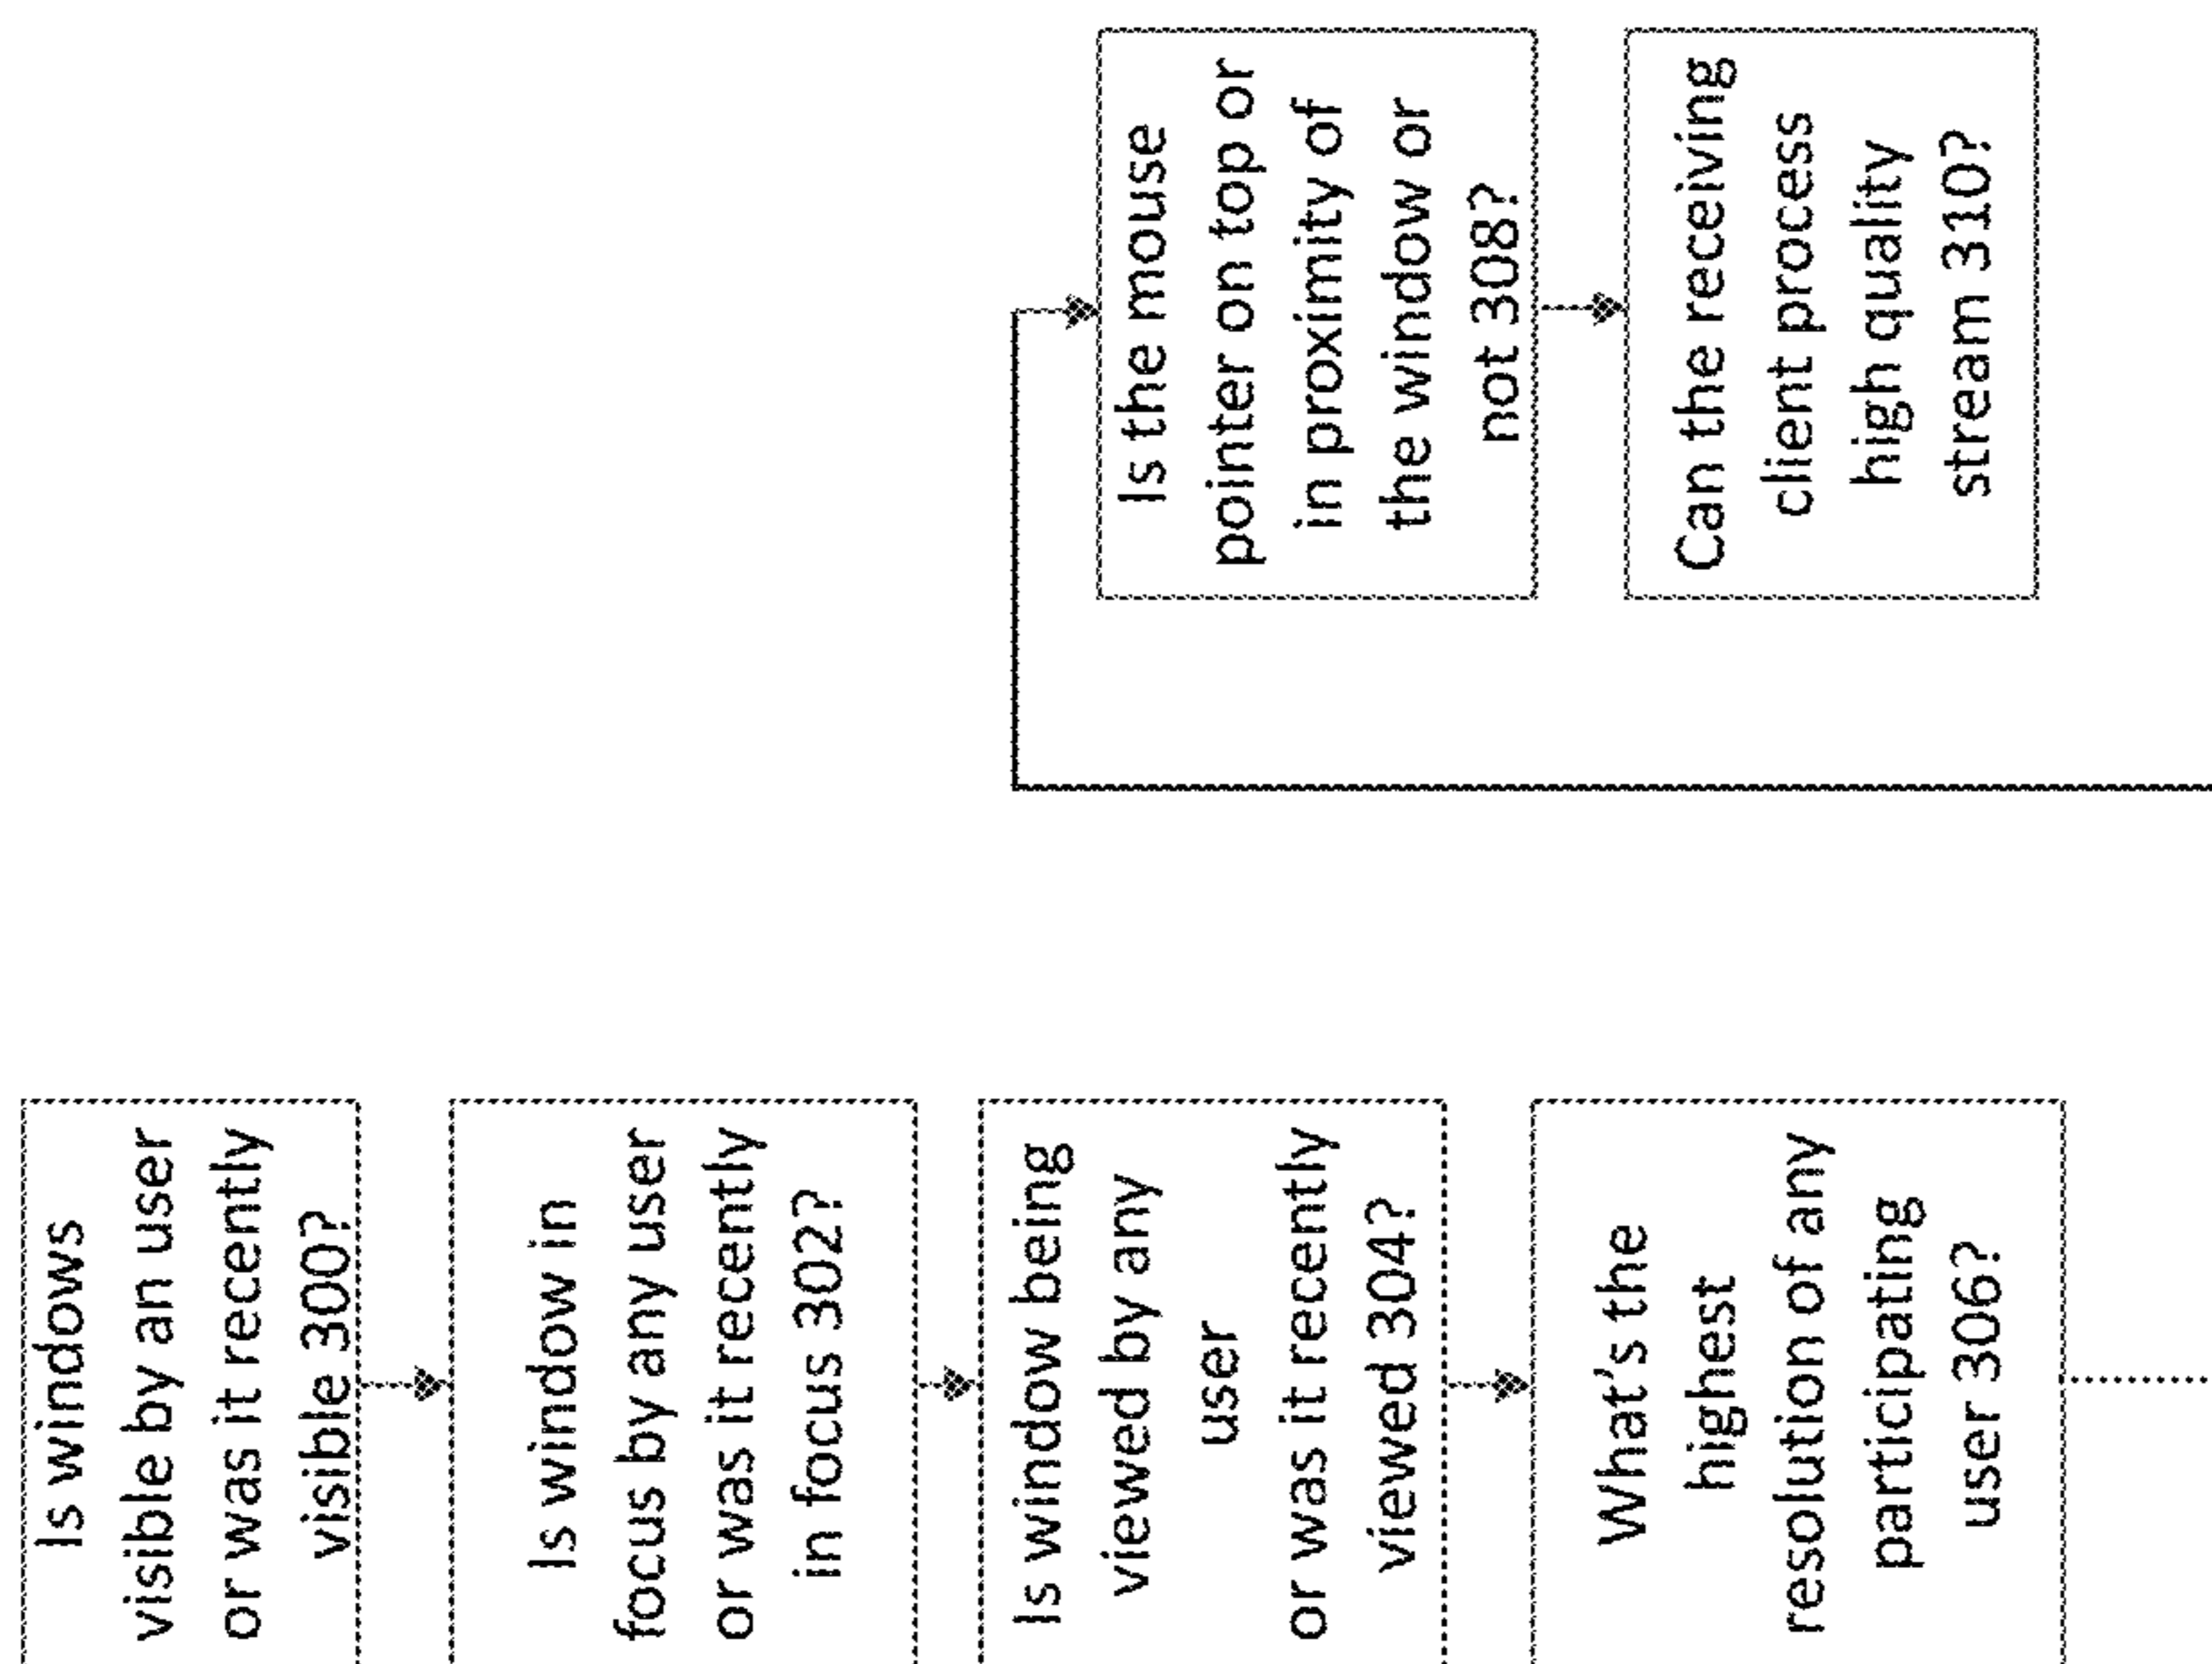 Is windows
visible by an user
or was it recently
visible 300?
Is window in
focus by any user
or was it recently
in focus 302?
Is window being
viewed by any
user
or was it recently
viewed 304?
What's the
highest
resolution of any
participating
user 306?
Is the mouse
pointer on top or
in proximity of
the window or
not 308?
Can the receiving
client process
high quality
stream 310?